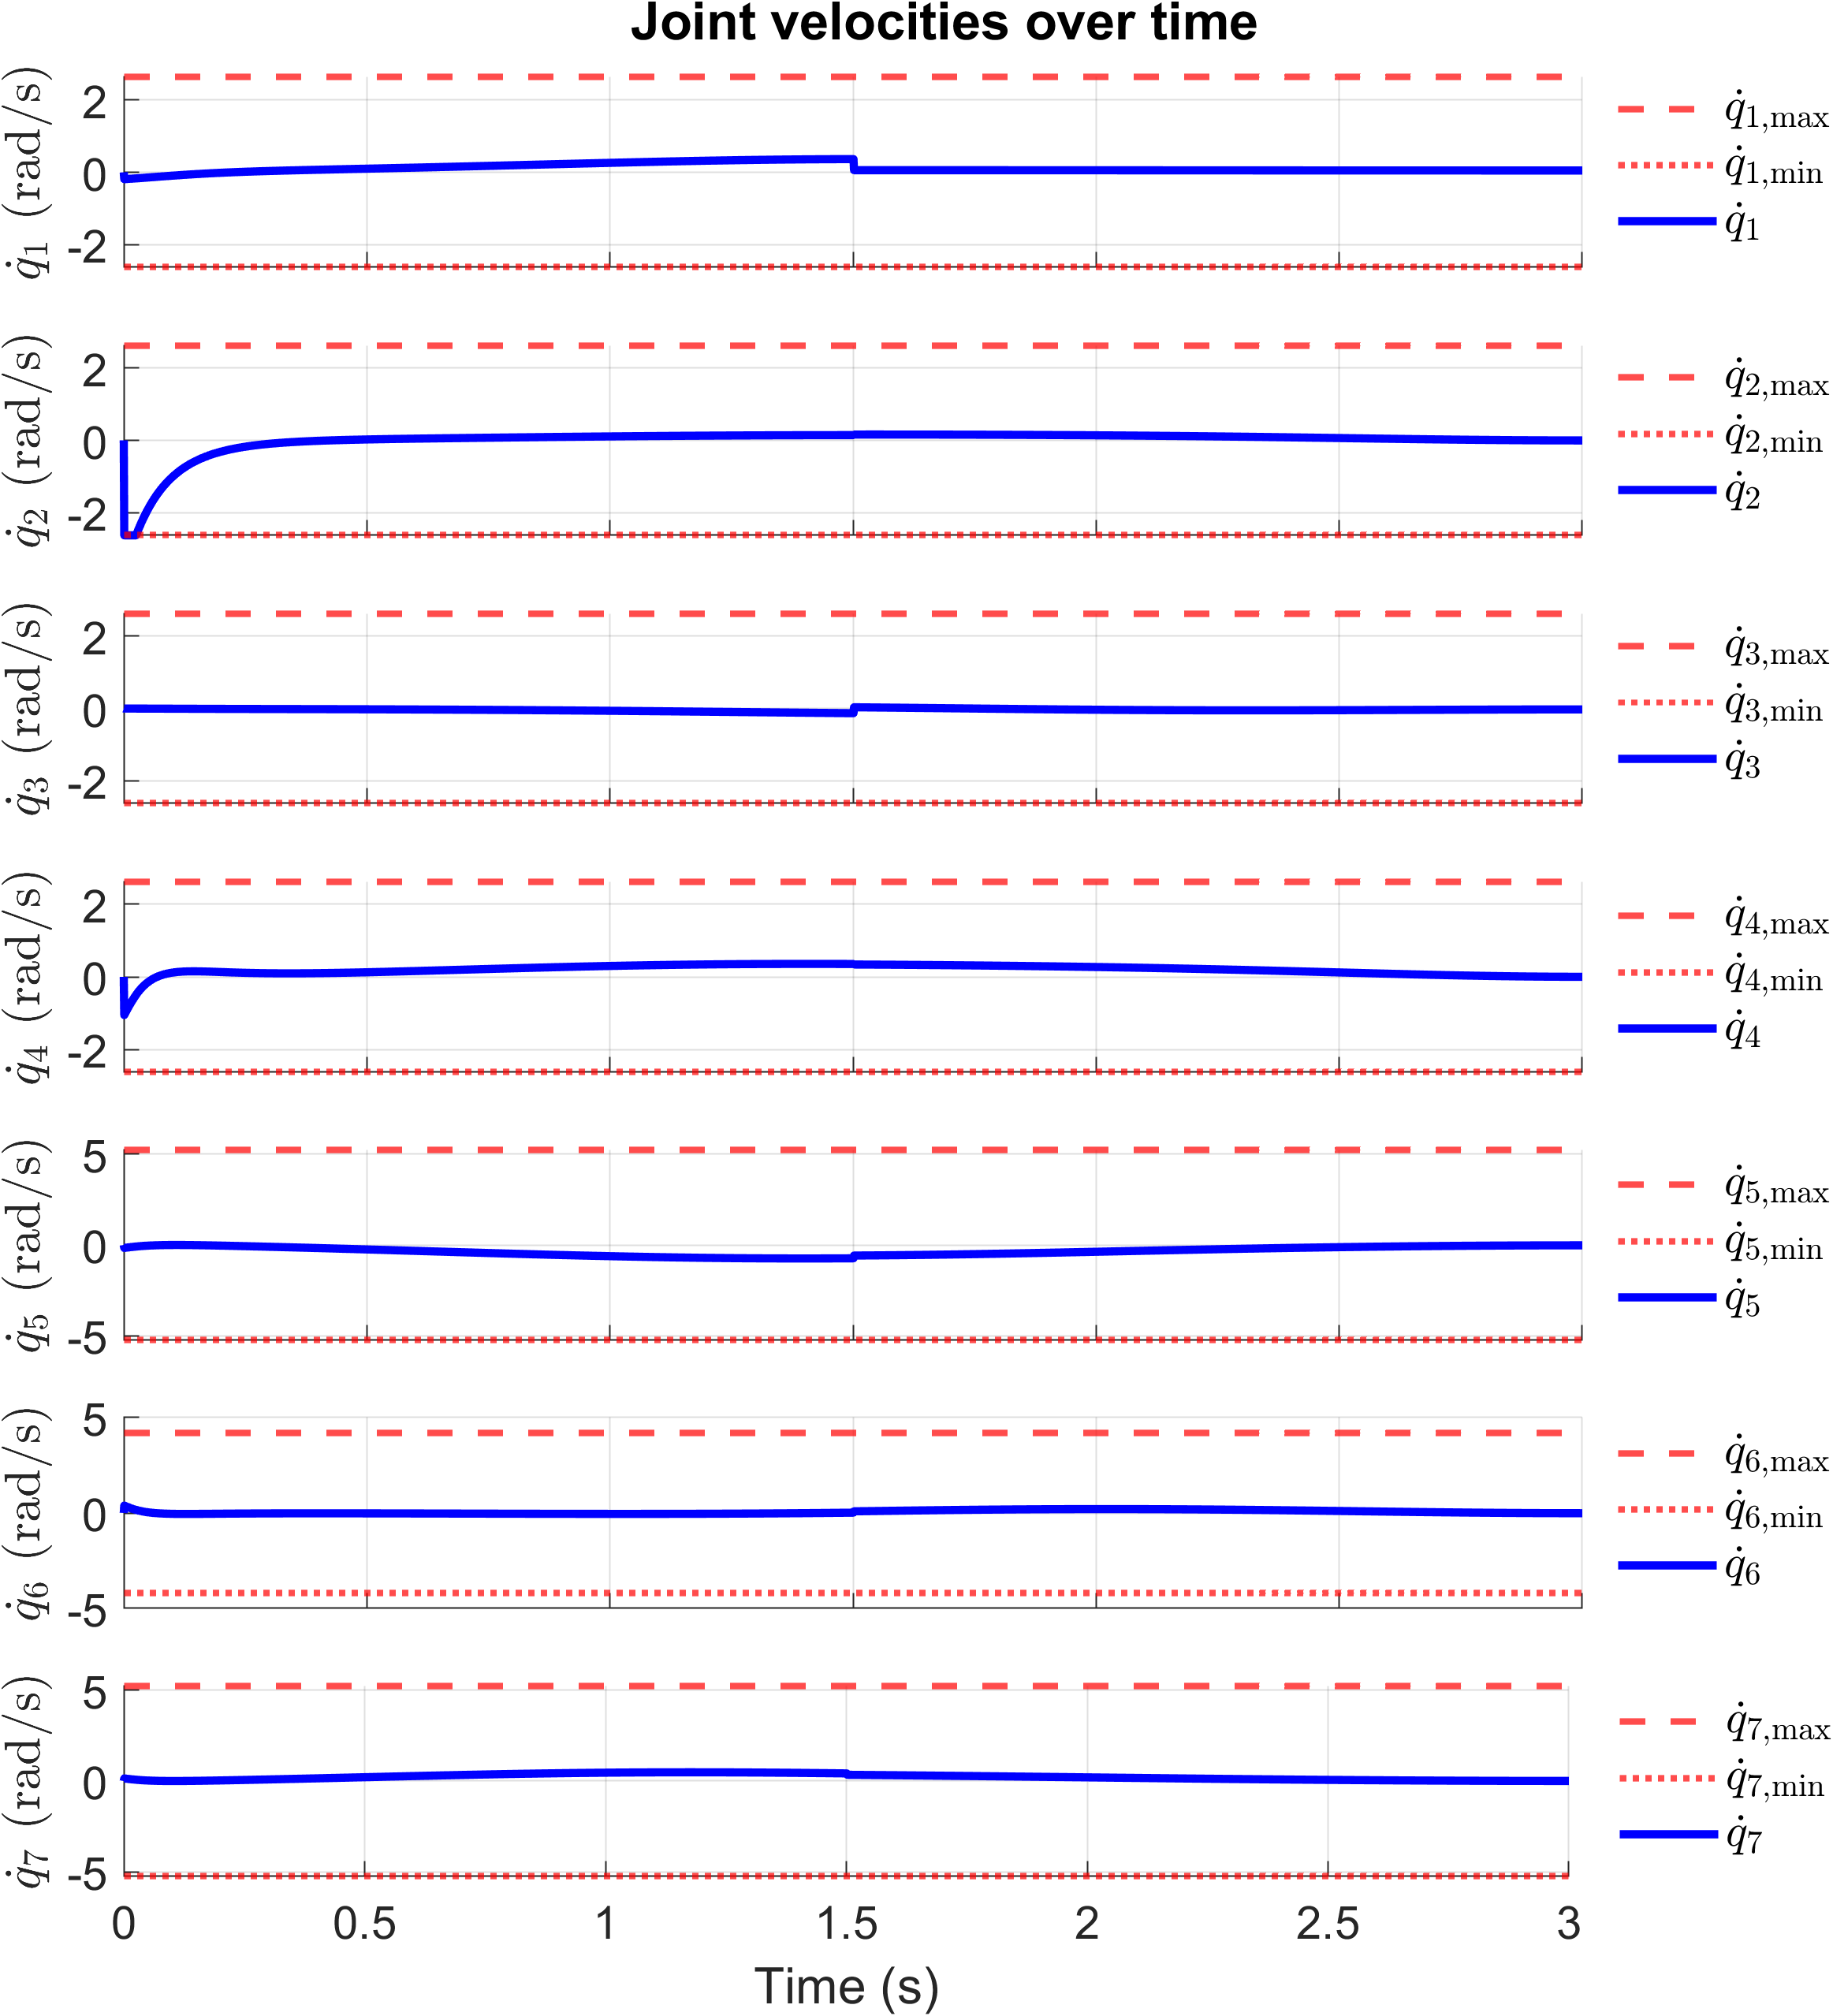 Joint velocities over time
q̇1 (rad/s)
2
0
-2
q̇1,max
q̇1,min
q̇1
q̇2 (rad/s)
2
0
-2
q̇2,max
q̇2,min
q̇2
q̇3 (rad/s)
2
0
-2
q̇3,max
q̇3,min
q̇3
q̇4 (rad/s)
2
0
-2
q̇4,max
q̇4,min
q̇4
q̇5 (rad/s)
5
0
-5
q̇5,max
q̇5,min
q̇5
q̇6 (rad/s)
5
0
-5
q̇6,max
q̇6,min
q̇6
q̇7 (rad/s)
5
0
-5
q̇7,max
q̇7,min
q̇7
0 0.5 1 1.5 2 2.5 3
Time (s)